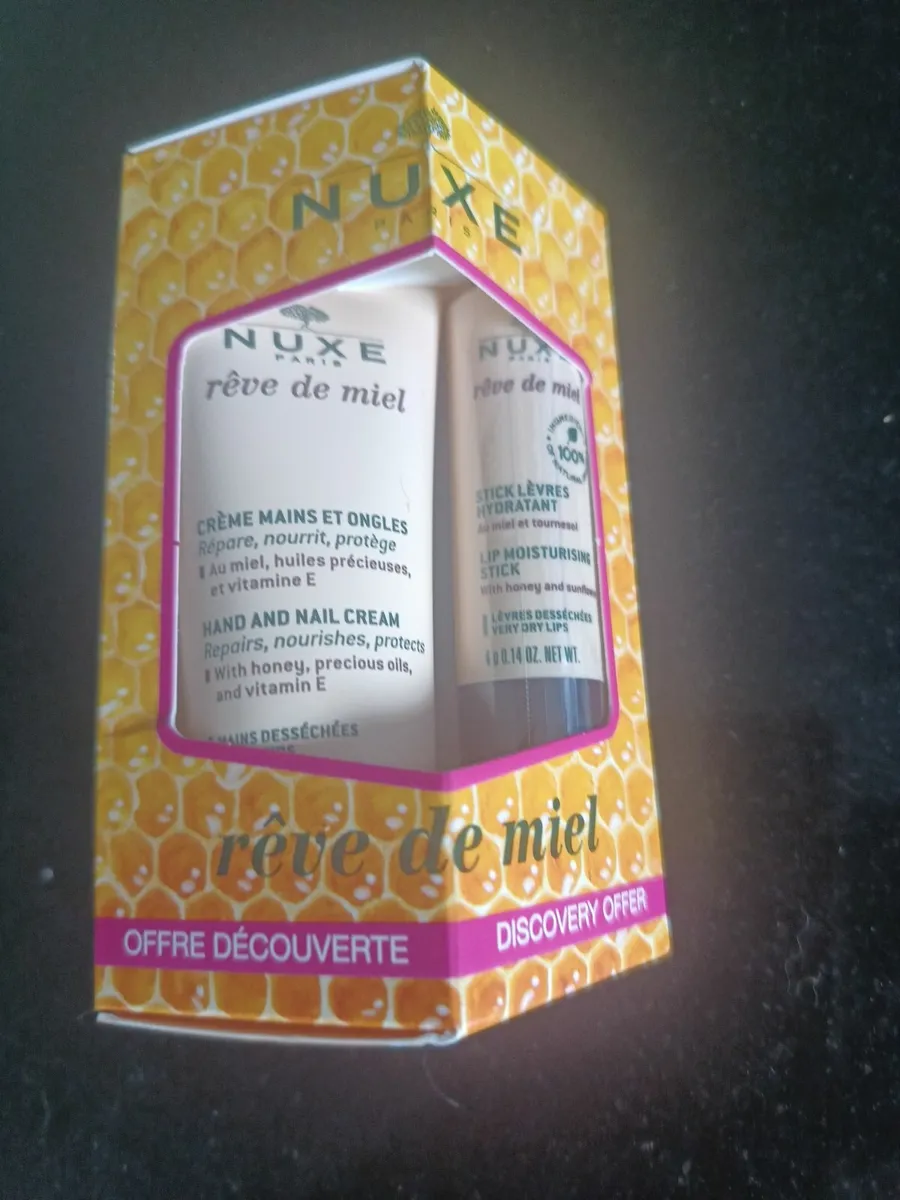 NUXE
PARIS
NUXE
PARIS
rêve de miel
CRÈME MAINS ET ONGLES
Répare, nourrit, protège
Au miel, huiles précieuses,
et vitamine E
HAND AND NAIL CREAM
Repairs, nourishes, protects
With honey, precious oils,
and vitamin E
MAINS DESSÉCHÉES
NUXE
PARIS
rêve de miel
100%
STICK LÈVRES
HYDRATANT
Au miel et tournesol
LIP MOISTURISING
STICK
With honey and
LÈVRES DESSÉCHÉES
VERY DRY LIPS
4 g 0.14 OZ. NET WT.
rêve de miel
OFFRE DÉCOUVERTE
DISCOVERY OFFER